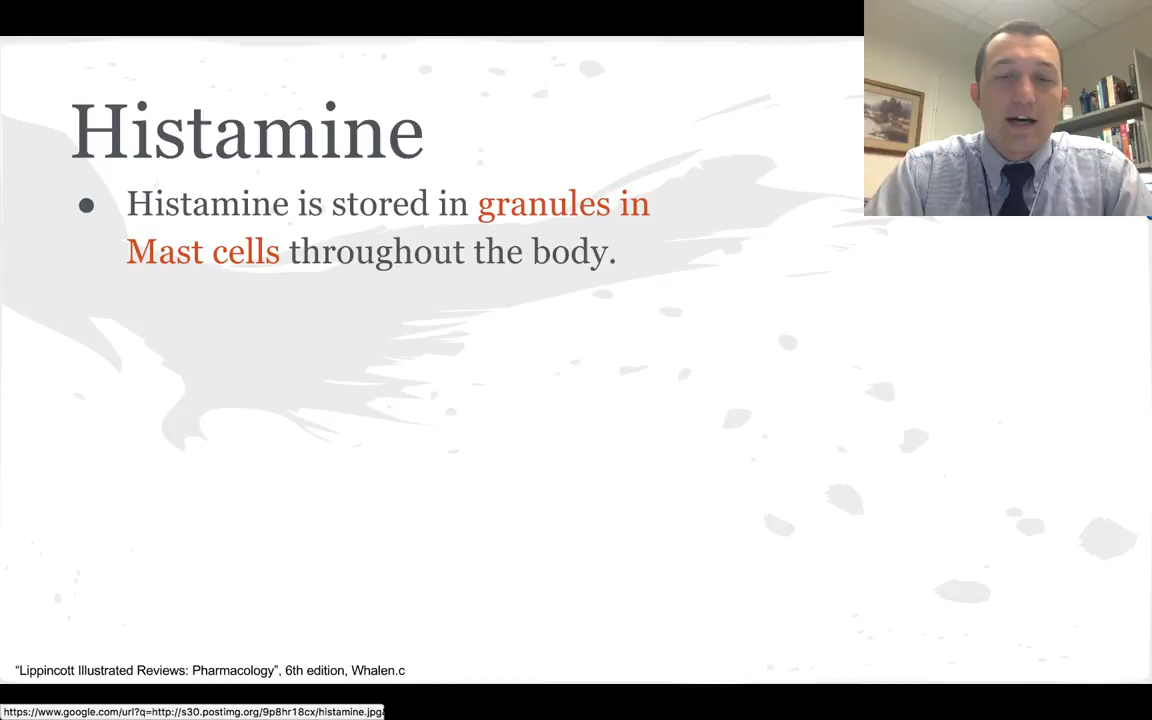 Histamine
● Histamine is stored in granules in
Mast cells throughout the body.
“Lippincott Illustrated Reviews: Pharmacology”, 6th edition, Whalen.c
https://www.google.com/url?q=http://s30.postimg.org/9p8hr18cx/histamine.jpg&